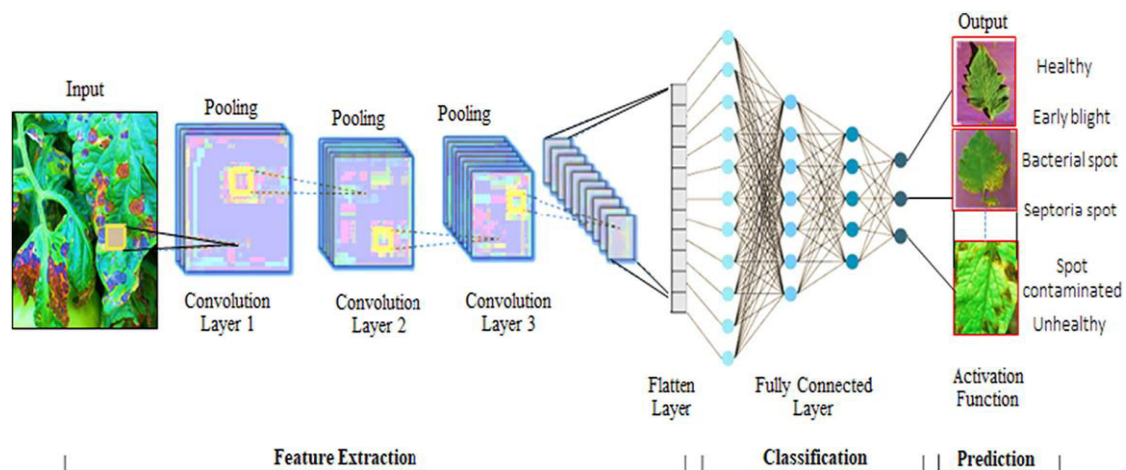 Input
Pooling
Pooling
Pooling
Output
Healthy
Early blight
Bacterial spot
Septoria spot
Spot
contaminated
Unhealthy
Convolution
Layer 1
Convolution
Layer 2
Convolution
Layer 3
Flatten
Layer
Fully Connected
Layer
Activation
Function
Feature Extraction
Classification
Prediction